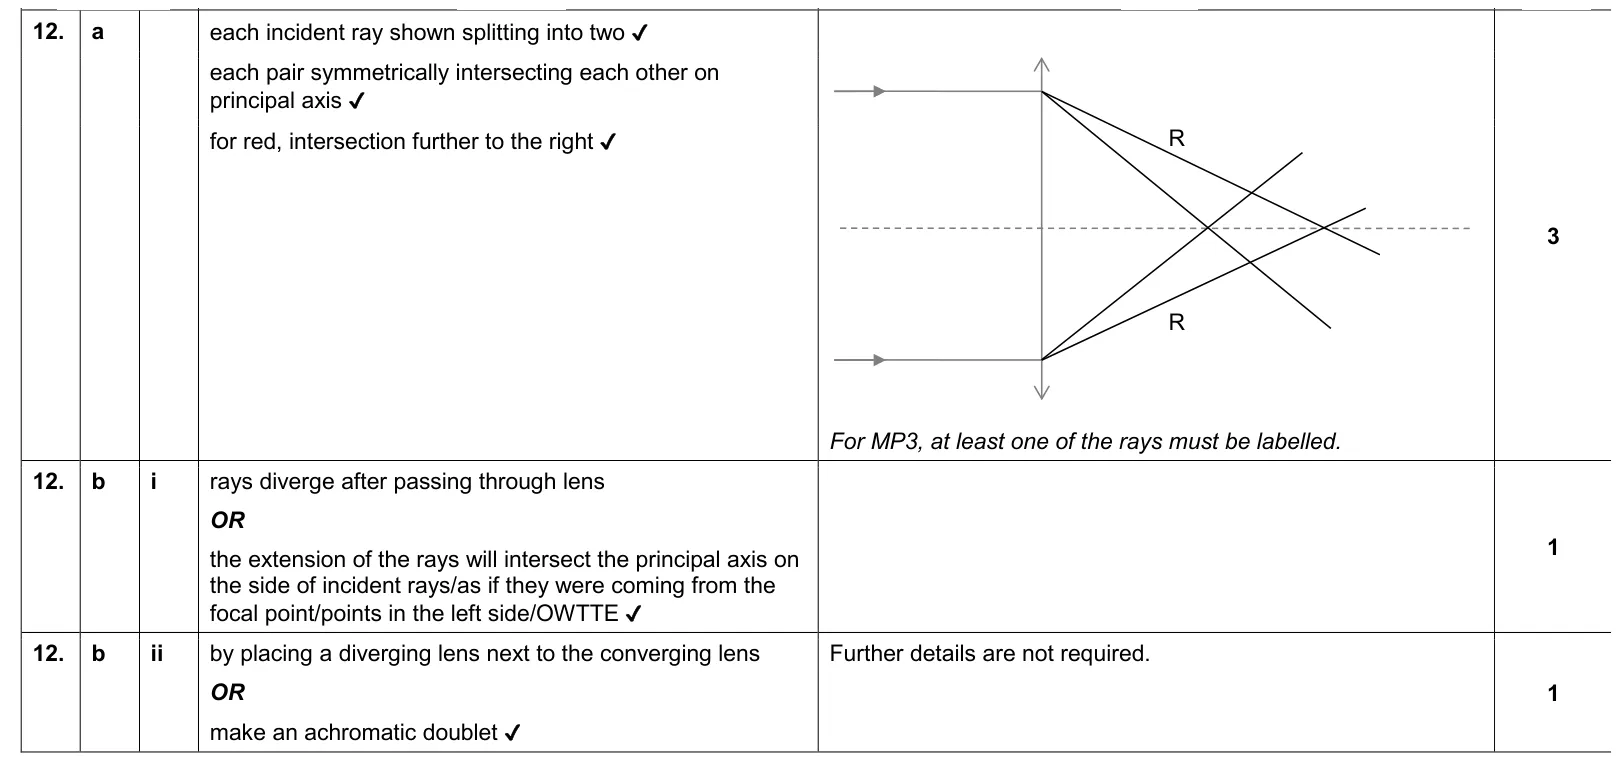 12. a each incident ray shown splitting into two ✔
each pair symmetrically intersecting each other on
principal axis ✔
for red, intersection further to the right ✔
R
R
For MP3, at least one of the rays must be labelled.
3
12. b i rays diverge after passing through lens
OR
the extension of the rays will intersect the principal axis on
the side of incident rays/as if they were coming from the
focal point/points in the left side/OWTTE ✔
1
12. b ii by placing a diverging lens next to the converging lens
OR
make an achromatic doublet ✔
Further details are not required.
1